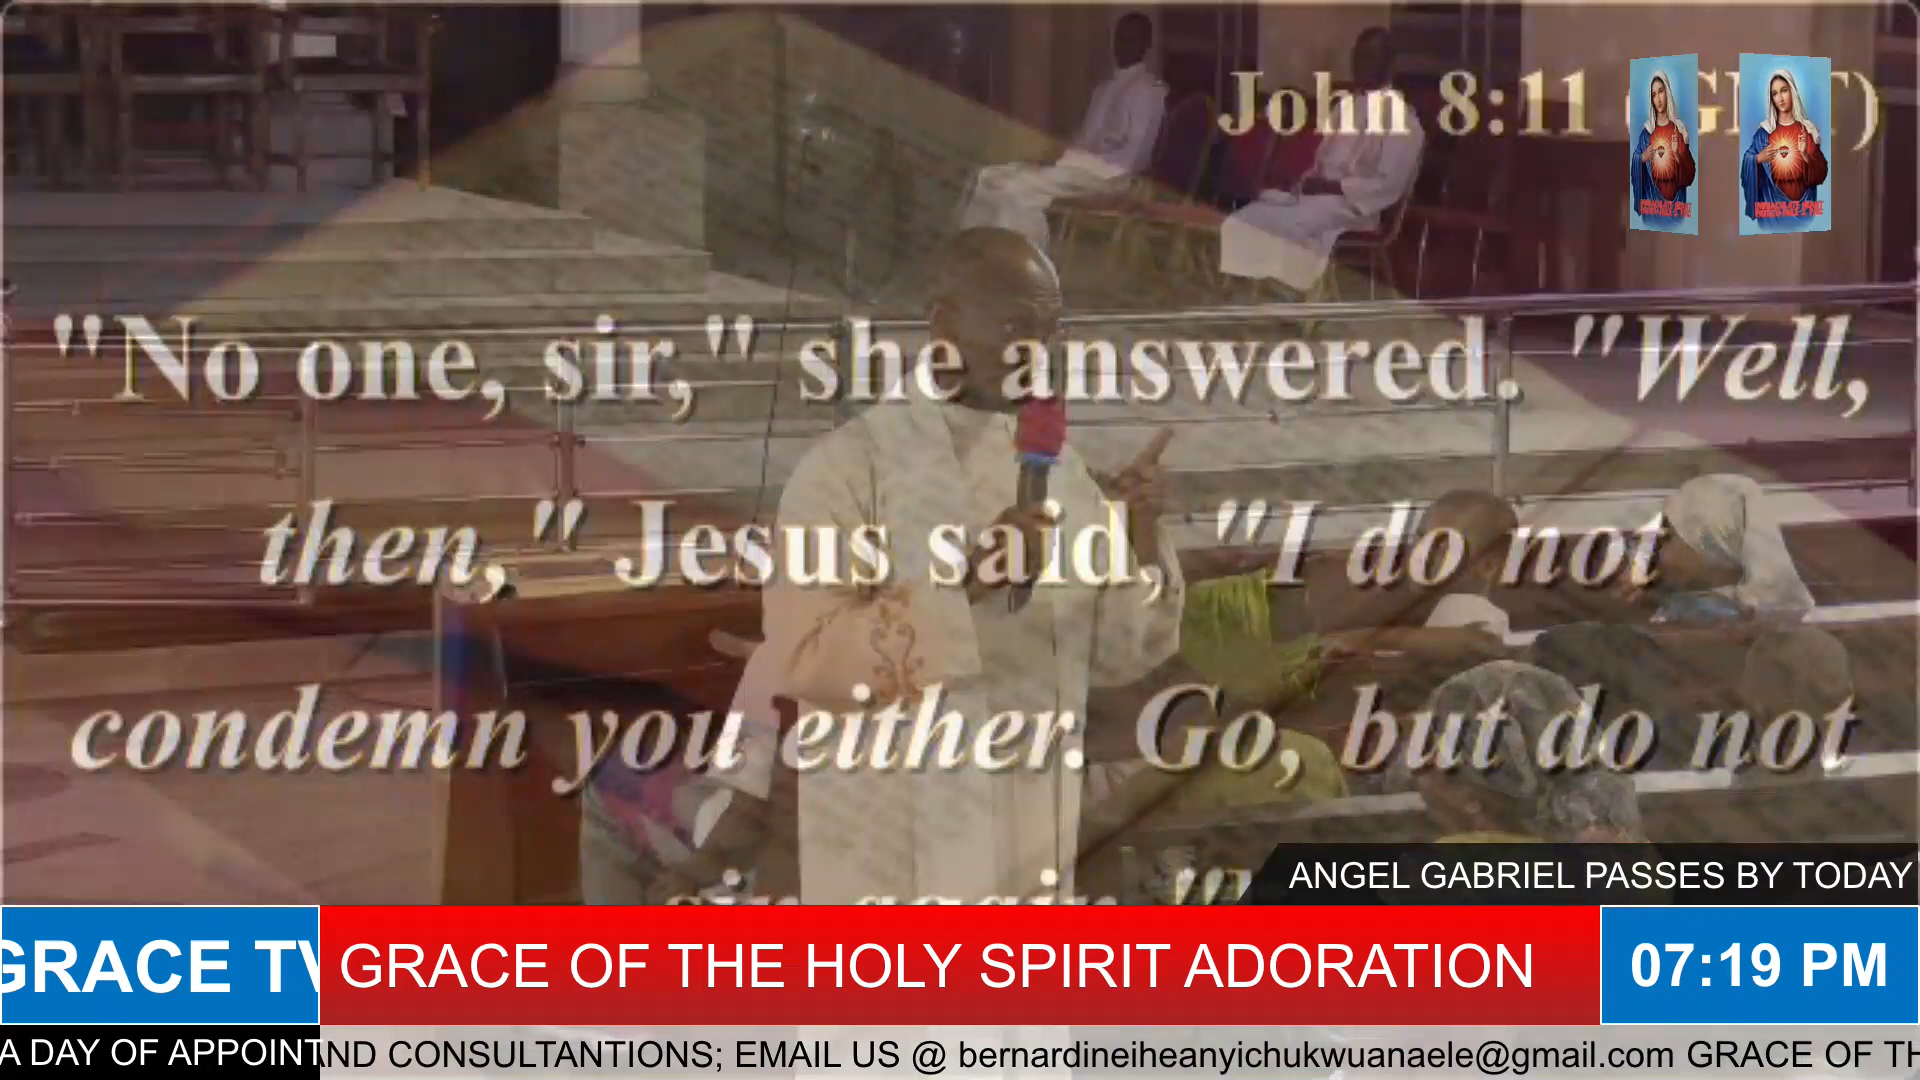 John 8:11
"No one, sir," she answered. "Well,
then," Jesus said, "I do not
condemn you either. Go, but do not
ANGEL GABRIEL PASSES BY TODAY
GRACE TV
GRACE OF THE HOLY SPIRIT ADORATION
07:19 PM
A DAY OF APPOINT
ND CONSULTANTIONS; EMAIL US @ bernardineiheanyichukwuanaele@gmail.com GRACE OF TH